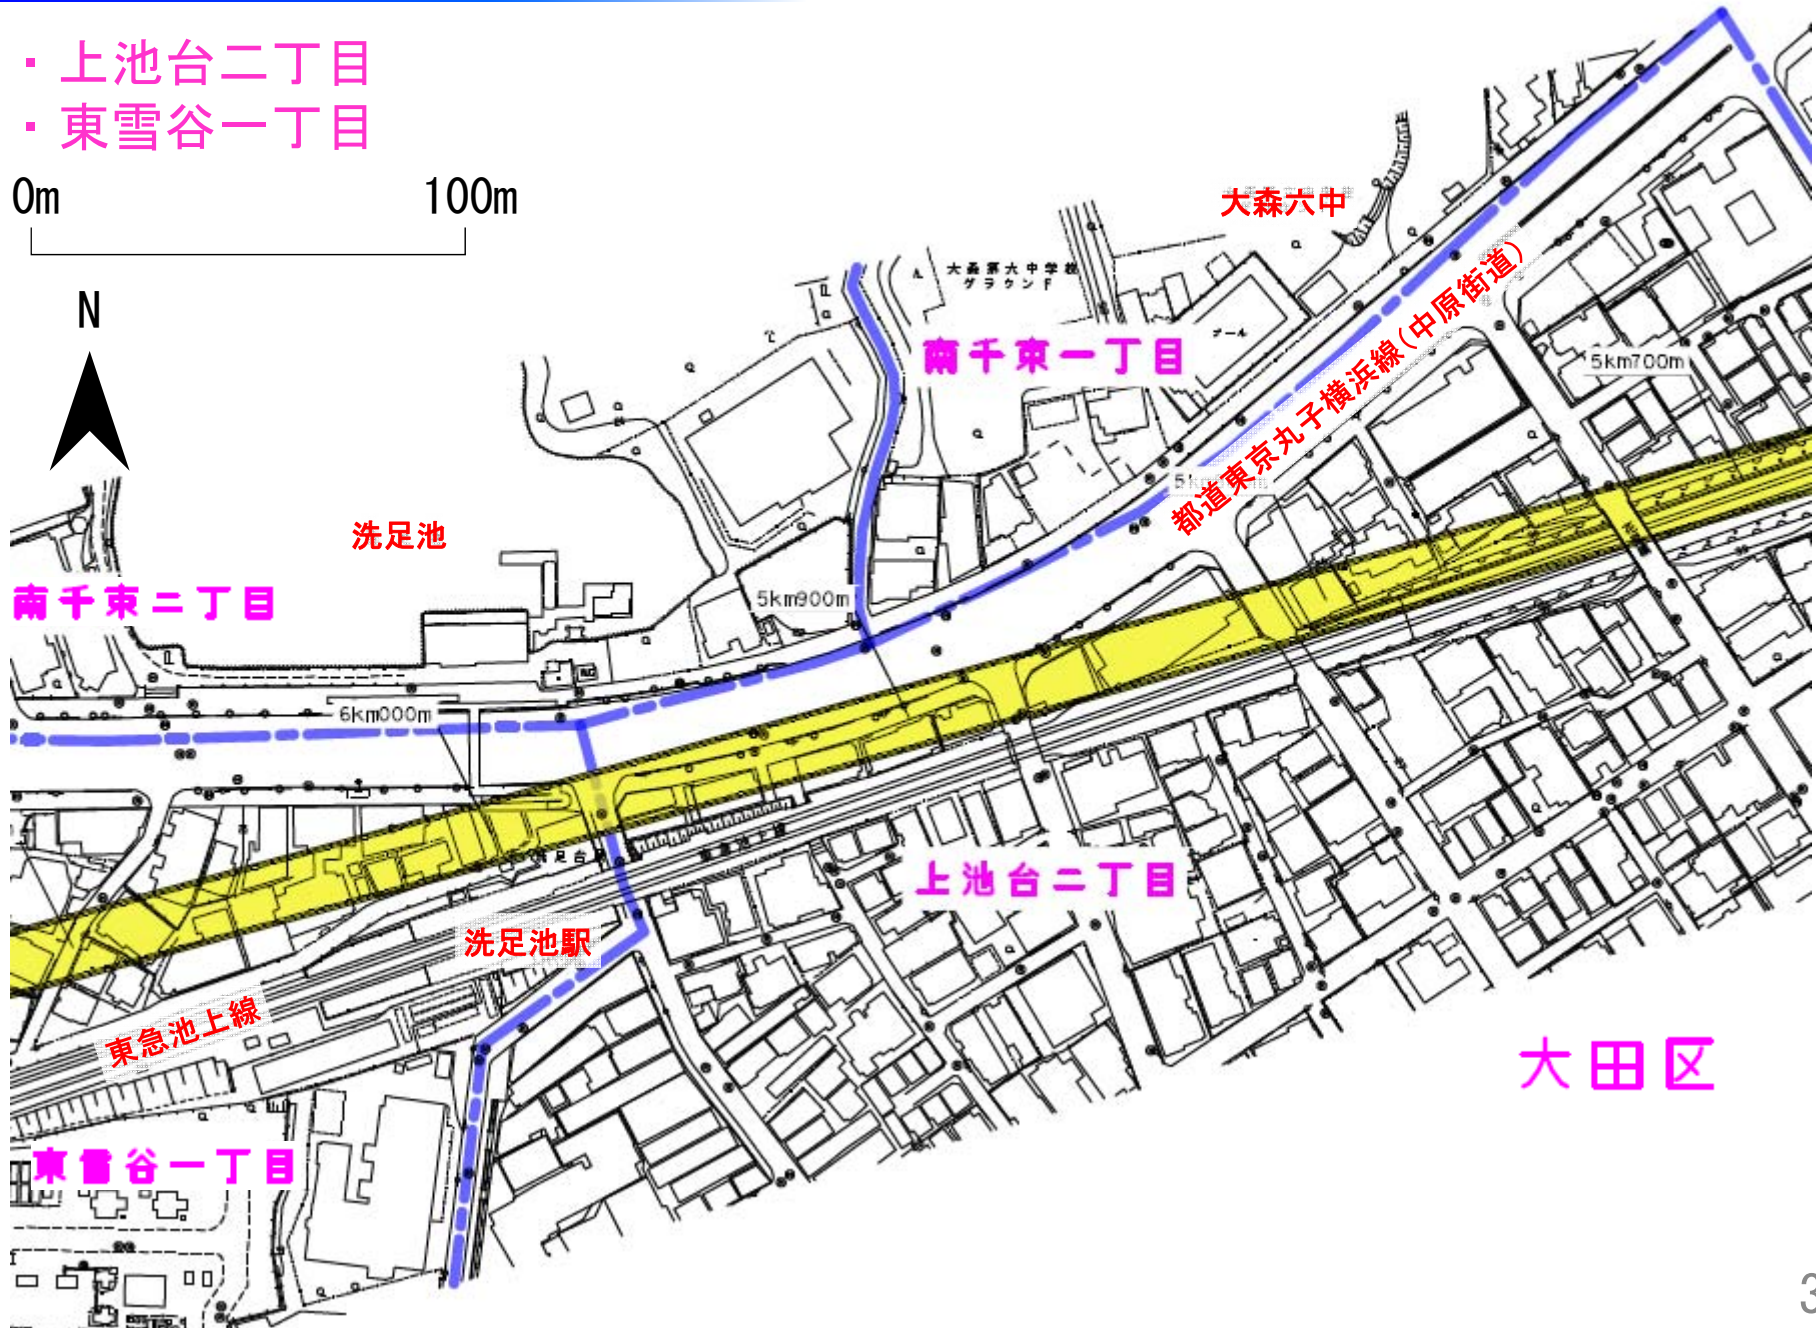 ・上池台二丁目
・東雪谷一丁目
0m 100m
N
大森六中
大森第六中学校
グラウンド
南千束一丁目
プール
都道東京丸子横浜線(中原街道)
5km700m
洗足池
5km900m
南千束二丁目
6km000m
上池台二丁目
洗足池駅
東急池上線
大田区
東雪谷一丁目
3